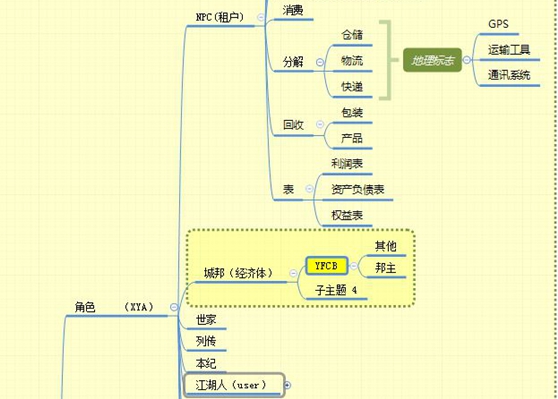 NPC(租户)
消费
分解
仓储
物流
快递
地理标志
GPS
运输工具
通讯系统
回收
包装
产品
表
利润表
资产负债表
权益表
城邦（经济体）
YFCB
其他
邦主
子主题 4
角色 （XYA）
世家
列传
本纪
江湖人（user）